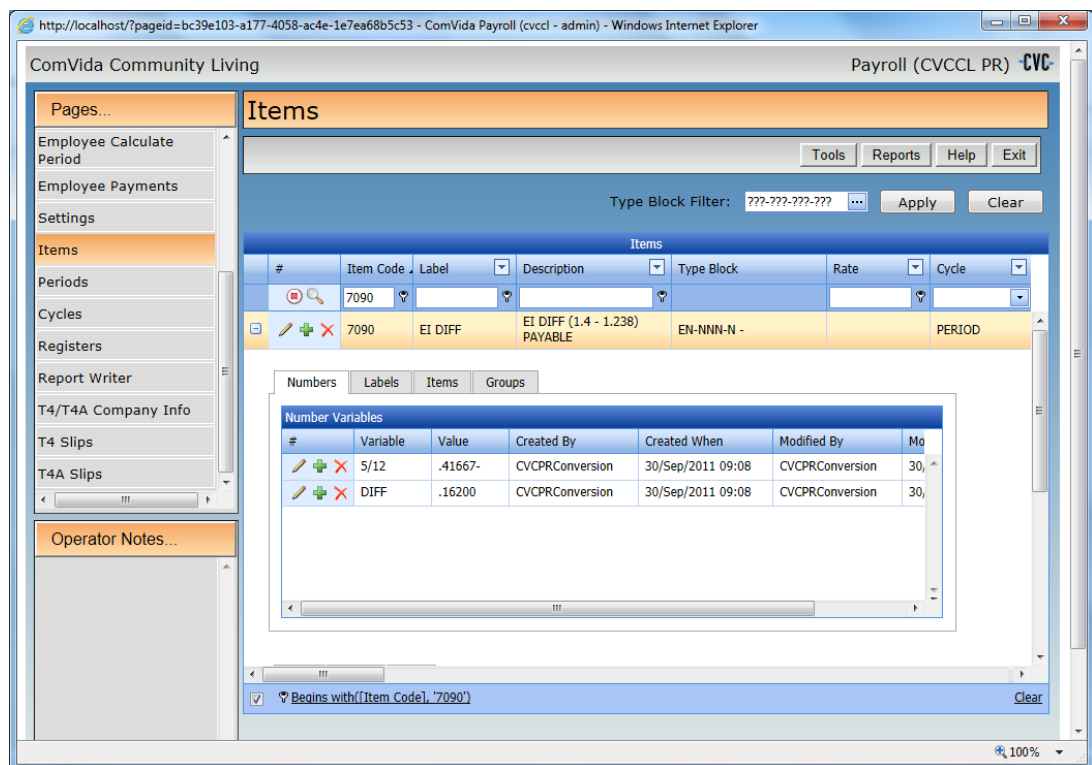 http://localhost/?pageid=bc39e103-a177-4058-ac4e-1e7ea68b5c53 - ComVida Payroll (cvccl - admin) - Windows Internet Explorer
ComVida Community Living
Payroll (CVCCL PR) -CVC-
Pages...
Employee Calculate
Period
Employee Payments
Settings
Items
Periods
Cycles
Registers
Report Writer
T4/T4A Company Info
T4 Slips
T4A Slips
Operator Notes...
Items
Tools Reports Help Exit
Type Block Filter: ???-???-???-??? ... Apply Clear
Items
# Item Code Label Description Type Block Rate Cycle
7090
7090 EI DIFF EI DIFF (1.4 - 1.238) EN-NNN-N - PERIOD
PAYABLE
Numbers Labels Items Groups
Number Variables
# Variable Value Created By Created When Modified By Mo
5/12 .41667- CVCPRConversion 30/Sep/2011 09:08 CVCPRConversion 30,
DIFF .16200 CVCPRConversion 30/Sep/2011 09:08 CVCPRConversion 30,
Begins with([Item Code], '7090') Clear
100%